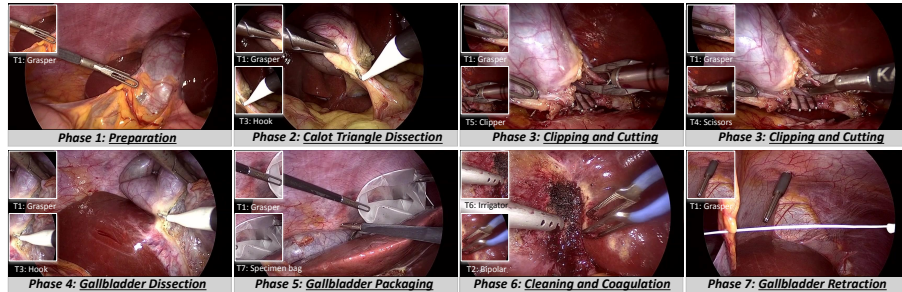 T1: Grasper
Phase 1: Preparation
T1: Grasper
T3: Hook
Phase 2: Calot Triangle Dissection
T1: Grasper
T5: Clipper
Phase 3: Clipping and Cutting
T1: Grasper
T4: Scissors
Phase 3: Clipping and Cutting
T1: Grasper
T3: Hook
Phase 4: Gallbladder Dissection
T1: Grasper
T7: Specimen bag
Phase 5: Gallbladder Packaging
T6: Irrigator
T2: Bipolar
Phase 6: Cleaning and Coagulation
T1: Grasper
Phase 7: Gallbladder Retraction